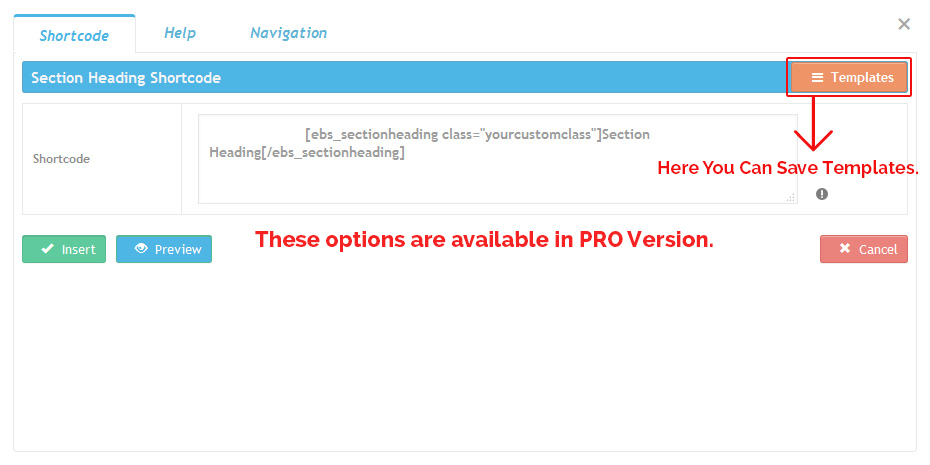 Shortcode Help Navigation ×
Section Heading Shortcode Templates
[ebs_sectionheading class="yourcustomclass"]Section
Shortcode
Heading[/ebs_sectionheading]
Here You Can Save Templates.
These options are available in PRO Version.
Insert Preview Cancel